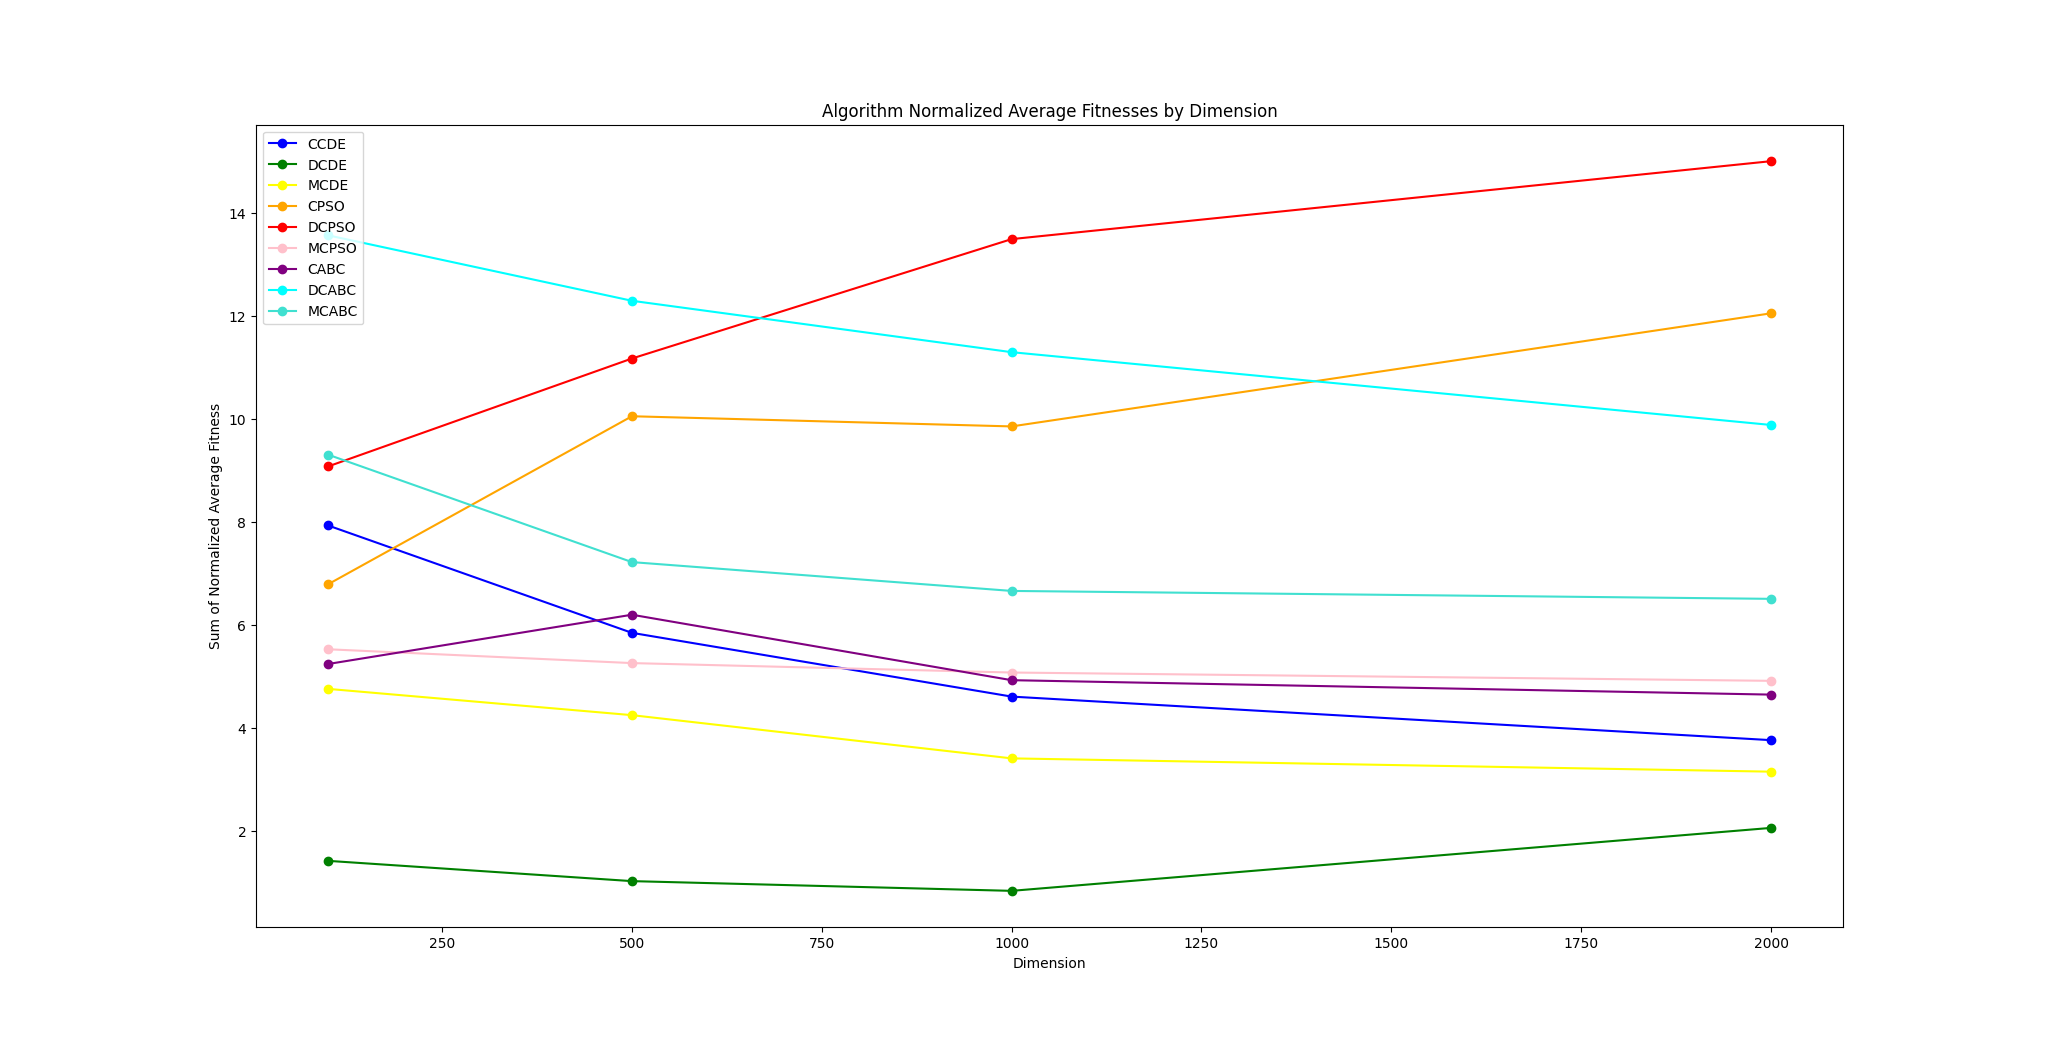 Algorithm Normalized Average Fitnesses by Dimension
CCDE
DCDE
MCDE
CPSO
DCPSO
MCPSO
CABC
DCABC
MCABC
14
12
10
8
6
4
2
Sum of Normalized Average Fitness
250 500 750 1000 1250 1500 1750 2000
Dimension